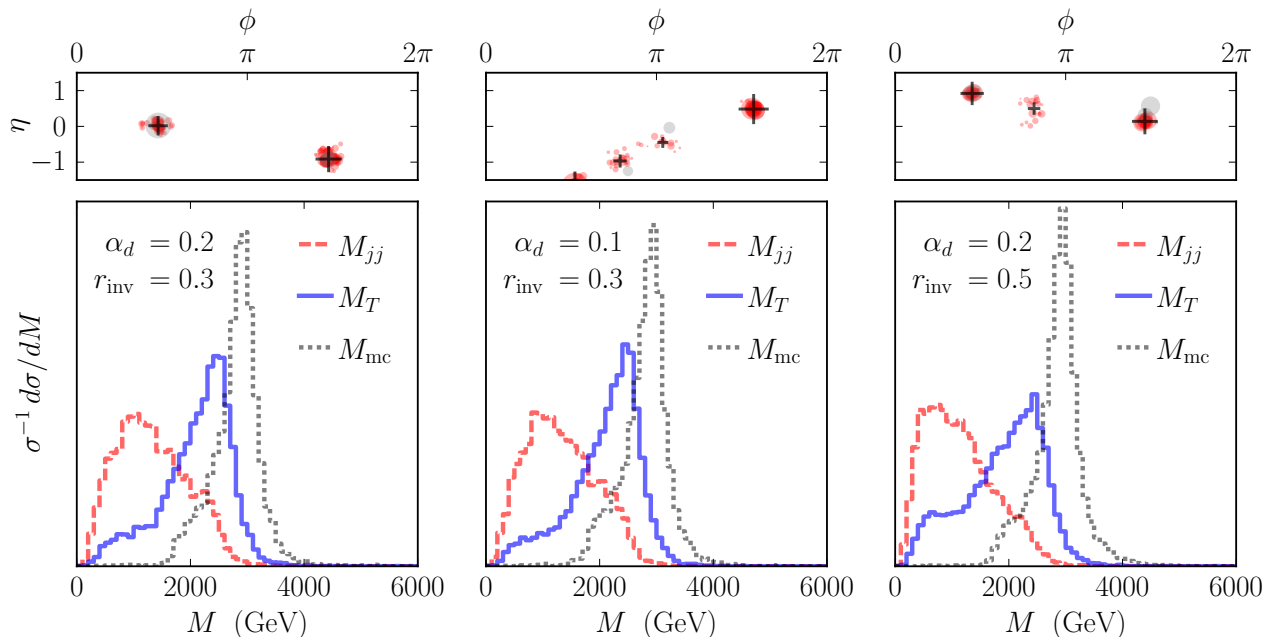 ϕ ϕ ϕ
0 π 2π 0 π 2π 0 π 2π
η
1
0
−1
α_d = 0.2
r_inv = 0.3
M_jj
M_T
M_mc
α_d = 0.1
r_inv = 0.3
M_jj
M_T
M_mc
α_d = 0.2
r_inv = 0.5
M_jj
M_T
M_mc
σ⁻¹ dσ/dM
0 2000 4000 6000 0 2000 4000 6000 0 2000 4000 6000
M (GeV) M (GeV) M (GeV)